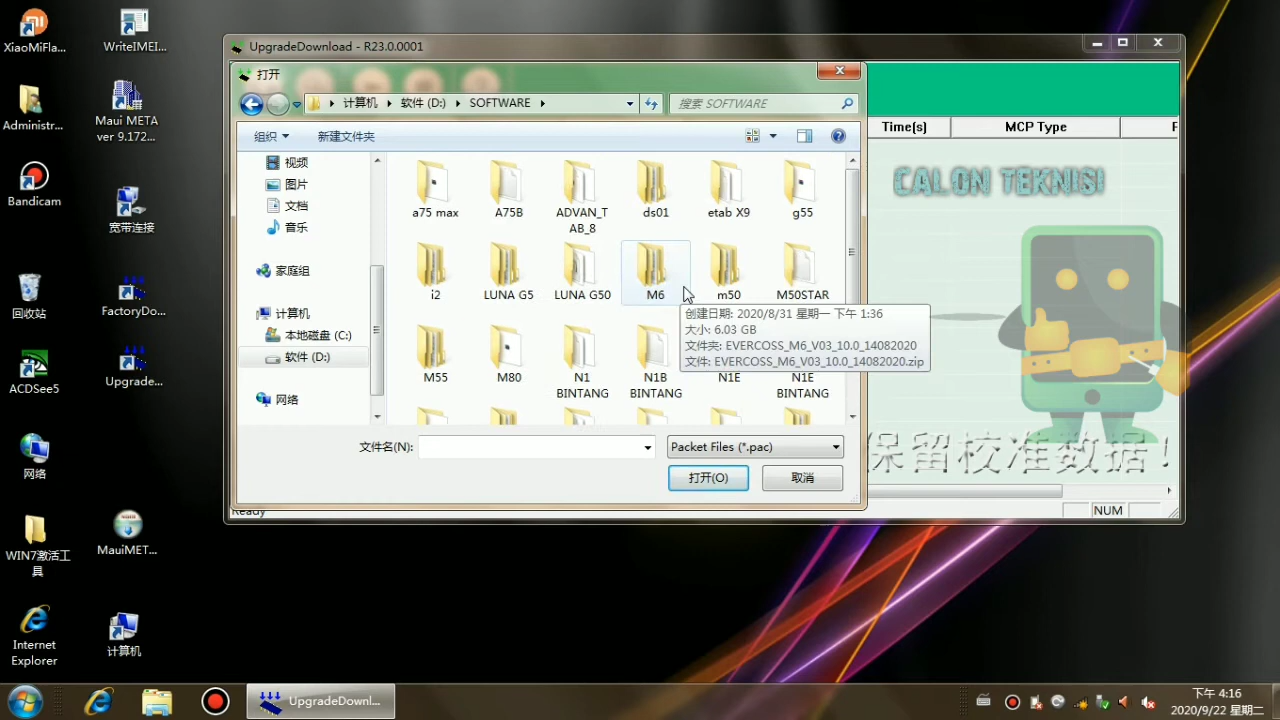 XiaoMiFla...
WriteIMEI...
Administr...
Maui META
ver 9.172...
Bandicam
宽带连接
回收站
FactoryDo...
ACDSee5
Upgrade...
网络
WIN7激活工
具
MauiMET...
Internet
Explorer
计算机
UpgradeDownload - R23.0.0001
打开
计算机
软件 (D:)
SOFTWARE
搜索 SOFTWARE
组织
新建文件夹
视频
图片
文档
音乐
家庭组
计算机
本地磁盘 (C:)
软件 (D:)
网络
a75 max
A75B
ADVAN_T
AB_8
ds01
etab X9
g55
i2
LUNA G5
LUNA G50
M6
m50
M50STAR
创建日期: 2020/8/31 星期一 下午 1:36
大小: 6.03 GB
文件夹: EVERCOSS_M6_V03_10.0_14082020
文件: EVERCOSS_M6_V03_10.0_14082020.zip
M55
M80
N1
BINTANG
N1B
BINTANG
N1E
N1E
BINTANG
文件名(N):
Packet Files (*.pac)
打开(O)
取消
Time(s)
MCP Type
CALON TEKNISI
保留校准数据!
Ready
NUM
UpgradeDownl...
下午 4:16
2020/9/22 星期二